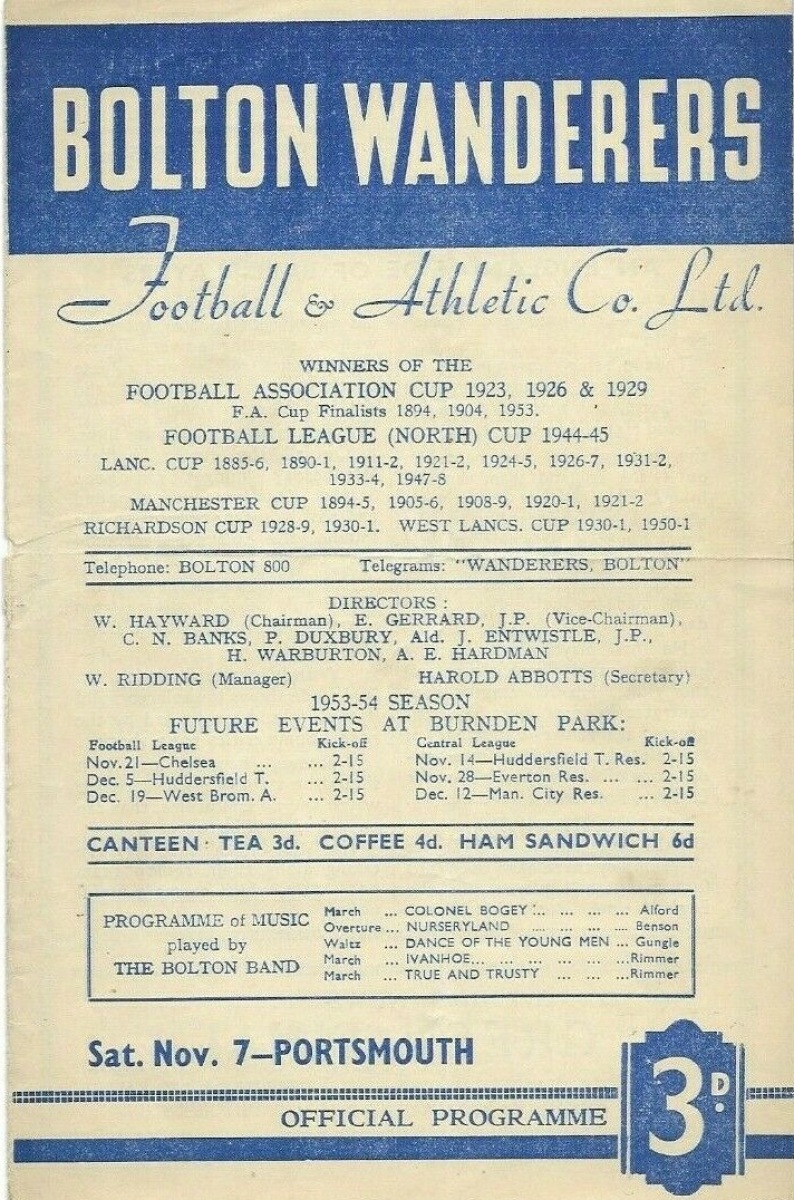 BOLTON WANDERERS
Football & Athletic Co. Ltd.
WINNERS OF THE
FOOTBALL ASSOCIATION CUP 1923, 1926 & 1929
F.A. Cup Finalists 1894, 1904, 1953.
FOOTBALL LEAGUE (NORTH) CUP 1944-45
LANC. CUP 1885-6, 1890-1, 1911-2, 1921-2, 1924-5, 1926-7, 1931-2,
1933-4, 1947-8
MANCHESTER CUP 1894-5, 1905-6, 1908-9, 1920-1, 1921-2
RICHARDSON CUP 1928-9, 1930-1. WEST LANCS. CUP 1930-1, 1950-1
Telephone: BOLTON 800 Telegrams: "WANDERERS, BOLTON"
DIRECTORS :
W. HAYWARD (Chairman), E. GERRARD, J.P. (Vice-Chairman),
C. N. BANKS, P. DUXBURY, Ald. J. ENTWISTLE, J.P.,
H. WARBURTON, A. E. HARDMAN
W. RIDDING (Manager) HAROLD ABBOTTS (Secretary)
1953-54 SEASON
FUTURE EVENTS AT BURNDEN PARK:
Football League Kick-off Central League Kick-off
Nov. 21—Chelsea ... ... 2-15 Nov. 14—Huddersfield T. Res. 2-15
Dec. 5—Huddersfield T. ... 2-15 Nov. 28—Everton Res. ... ... 2-15
Dec. 19—West Brom. A. ... 2-15 Dec. 12—Man. City Res. ... 2-15
CANTEEN · TEA 3d. COFFEE 4d. HAM SANDWICH 6d
PROGRAMME of MUSIC
played by
THE BOLTON BAND
March ... COLONEL BOGEY ... ... ... ... Alford
Overture ... NURSERYLAND ... ... ... ... Benson
Waltz ... DANCE OF THE YOUNG MEN ... Gungle
March ... IVANHOE... ... ... ... ... ...Rimmer
March ... TRUE AND TRUSTY ... ... ...Rimmer
Sat. Nov. 7—PORTSMOUTH
OFFICIAL PROGRAMME
3D.